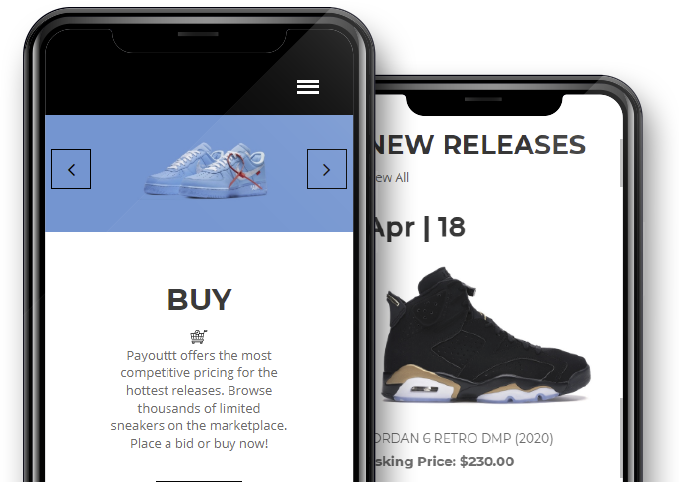 BUY
Payouttt offers the most
competitive pricing for the
hottest releases. Browse
thousands of limited
sneakers on the marketplace.
Place a bid or buy now!
NEW RELEASES
ew All
Apr | 18
ORDAN 6 RETRO DMP (2020)
sking Price: $230.00